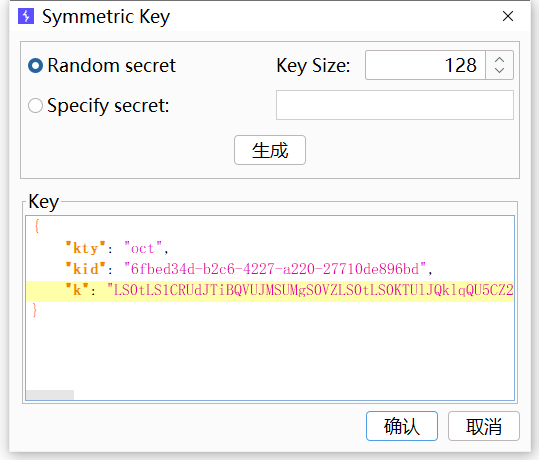 Symmetric Key
Random secret
Key Size: 128
Specify secret:
生成
Key
{
"kty": "oct",
"kid": "6fbed34d-b2c6-4227-a220-27710de896bd",
"k": "LS0tLS1CRUdJTiBQVUJMSUMgS0VZLS0tLS0KTUlJQklqQU5CZ2
}
确认
取消